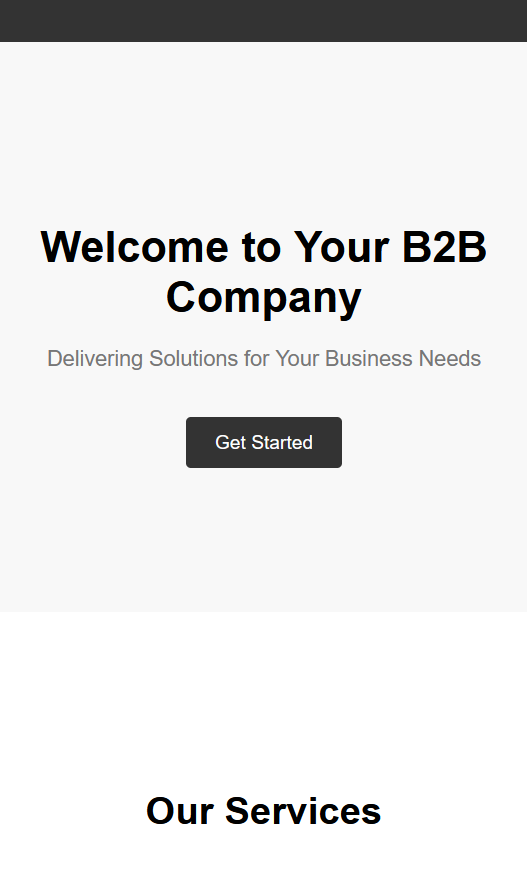 Welcome to Your B2B
Company
Delivering Solutions for Your Business Needs
Get Started
Our Services